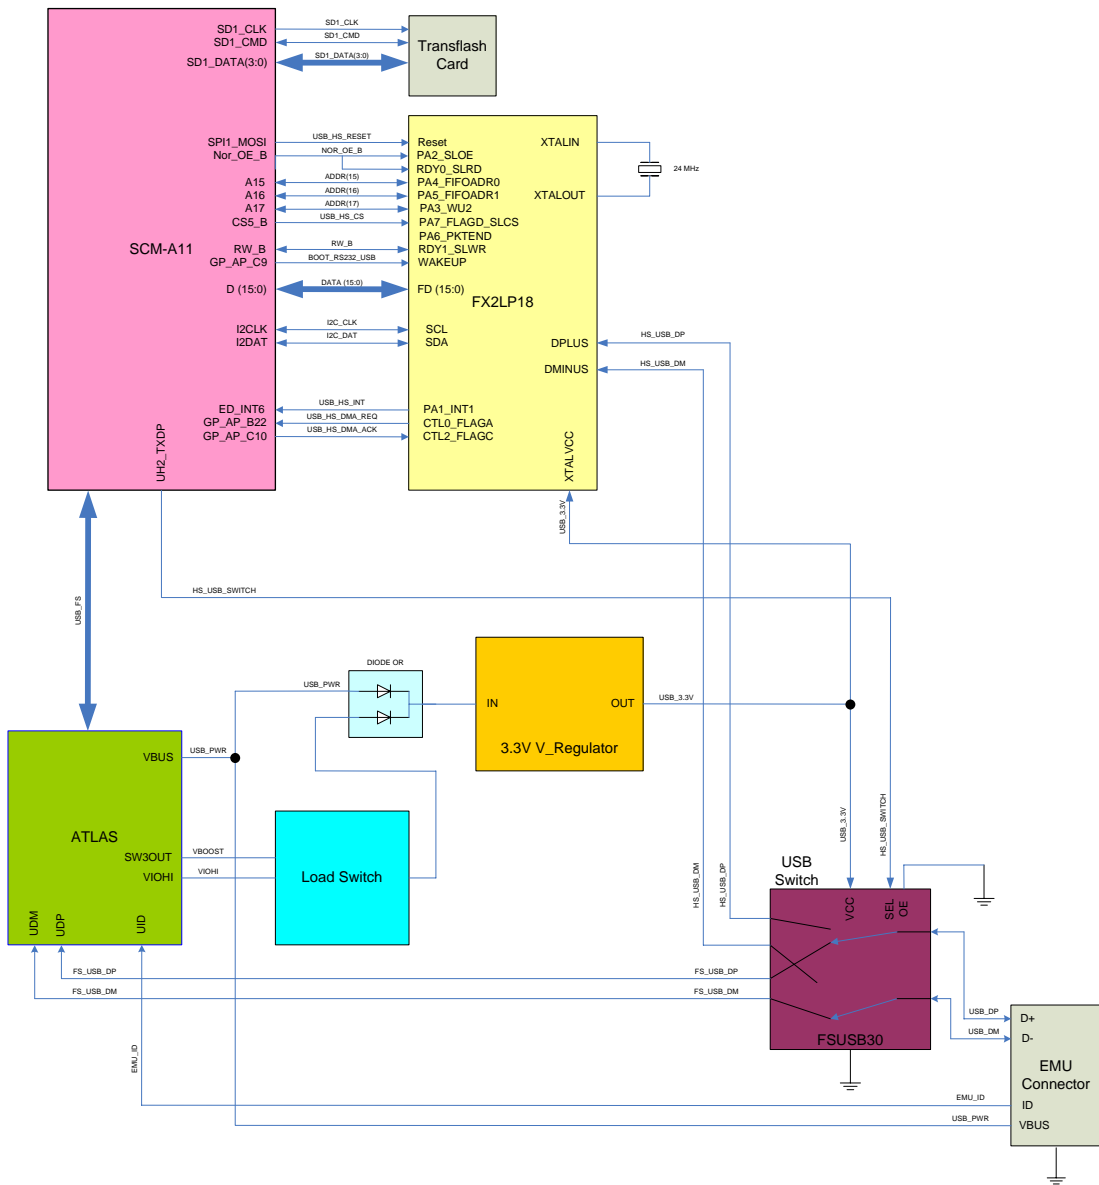 SD1_CLK
SD1_CMD
SD1_DATA(3:0)
SD1_CLK
SD1_CMD
SD1_DATA(3:0)
Transflash
Card
SPI1_MOSI
Nor_OE_B
A15
A16
A17
CS5_B
RW_B
GP_AP_C9
D (15:0)
I2CLK
I2DAT
ED_INT6
GP_AP_B22
GP_AP_C10
SCM-A11
UH2_TXDP
USB_HS_RESET
NOR_OE_B
ADDR(15)
ADDR(16)
ADDR(17)
USB_HS_CS
RW_B
BOOT_RS232_USB
DATA (15:0)
I2C_CLK
I2C_DAT
USB_HS_INT
USB_HS_DMA_REQ
USB_HS_DMA_ACK
Reset
PA2_SLOE
RDY0_SLRD
PA4_FIFOADR0
PA5_FIFOADR1
PA3_WU2
PA7_FLAGD_SLCS
PA6_PKTEND
RDY1_SLWR
WAKEUP
FD (15:0)
FX2LP18
SCL
SDA
PA1_INT1
CTL0_FLAGA
CTL2_FLAGC
XTALIN
XTALOUT
24 MHz
DPLUS
DMINUS
XTALVCC
HS_USB_DP
HS_USB_DM
USB_3.3V
HS_USB_SWITCH
USB_FS
DIODE OR
USB_PWR
IN
OUT
3.3V V_Regulator
USB_3.3V
VBUS
USB_PWR
ATLAS
SW3OUT
VIOHI
VBOOST
VIOHI
Load Switch
UDM
UDP
UID
HS_USB_DM
HS_USB_DP
USB_3.3V
HS_USB_SWITCH
USB
Switch
VCC
SEL
OE
FS_USB_DP
FS_USB_DM
FS_USB_DP
FS_USB_DM
FSUSB30
USB_DP
USB_DM
D+
D-
EMU
Connector
ID
VBUS
EMU_ID
EMU_ID
USB_PWR